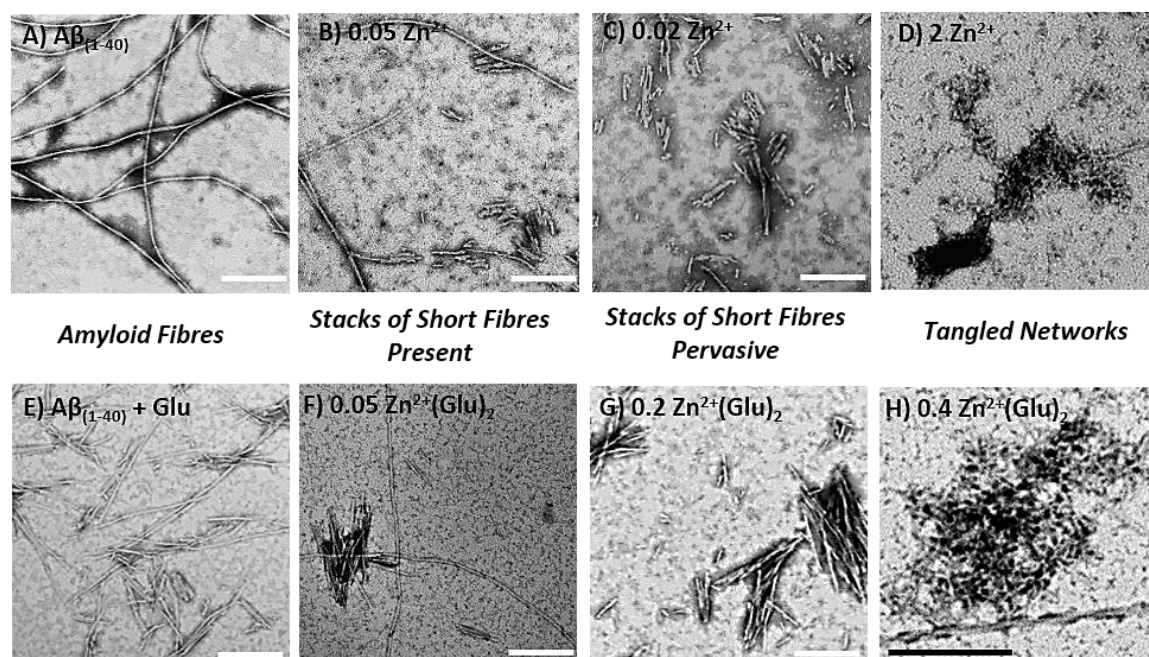 A) Aβ(1-40)
B) 0.05 Zn²⁺
C) 0.02 Zn²⁺
D) 2 Zn²⁺
Amyloid Fibres
Stacks of Short Fibres
Present
Stacks of Short Fibres
Pervasive
Tangled Networks
E) Aβ(1-40) + Glu
F) 0.05 Zn²⁺(Glu)₂
G) 0.2 Zn²⁺(Glu)₂
H) 0.4 Zn²⁺(Glu)₂